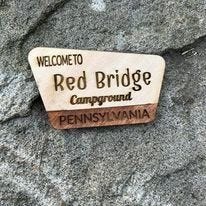 WELCOME TO
Red Bridge
Campground
PENNSYLVANIA